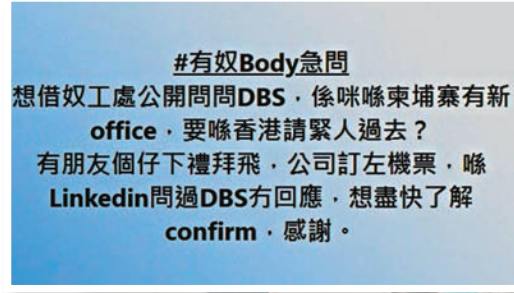 #有奴Body急問
想借奴工處公開問問DBS，係咪喺柬埔寨有新
office，要喺香港請緊人過去？
有朋友個仔下禮拜飛，公司訂左機票，喺
Linkedin問過DBS冇回應，想盡快了解
confirm，感謝。